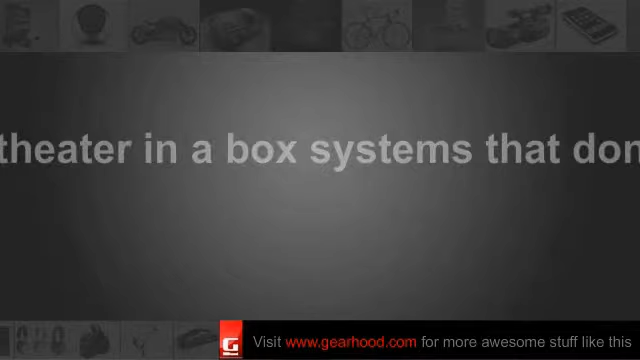 theater in a box systems that don
G
Visit www.gearhood.com for more awesome stuff like this